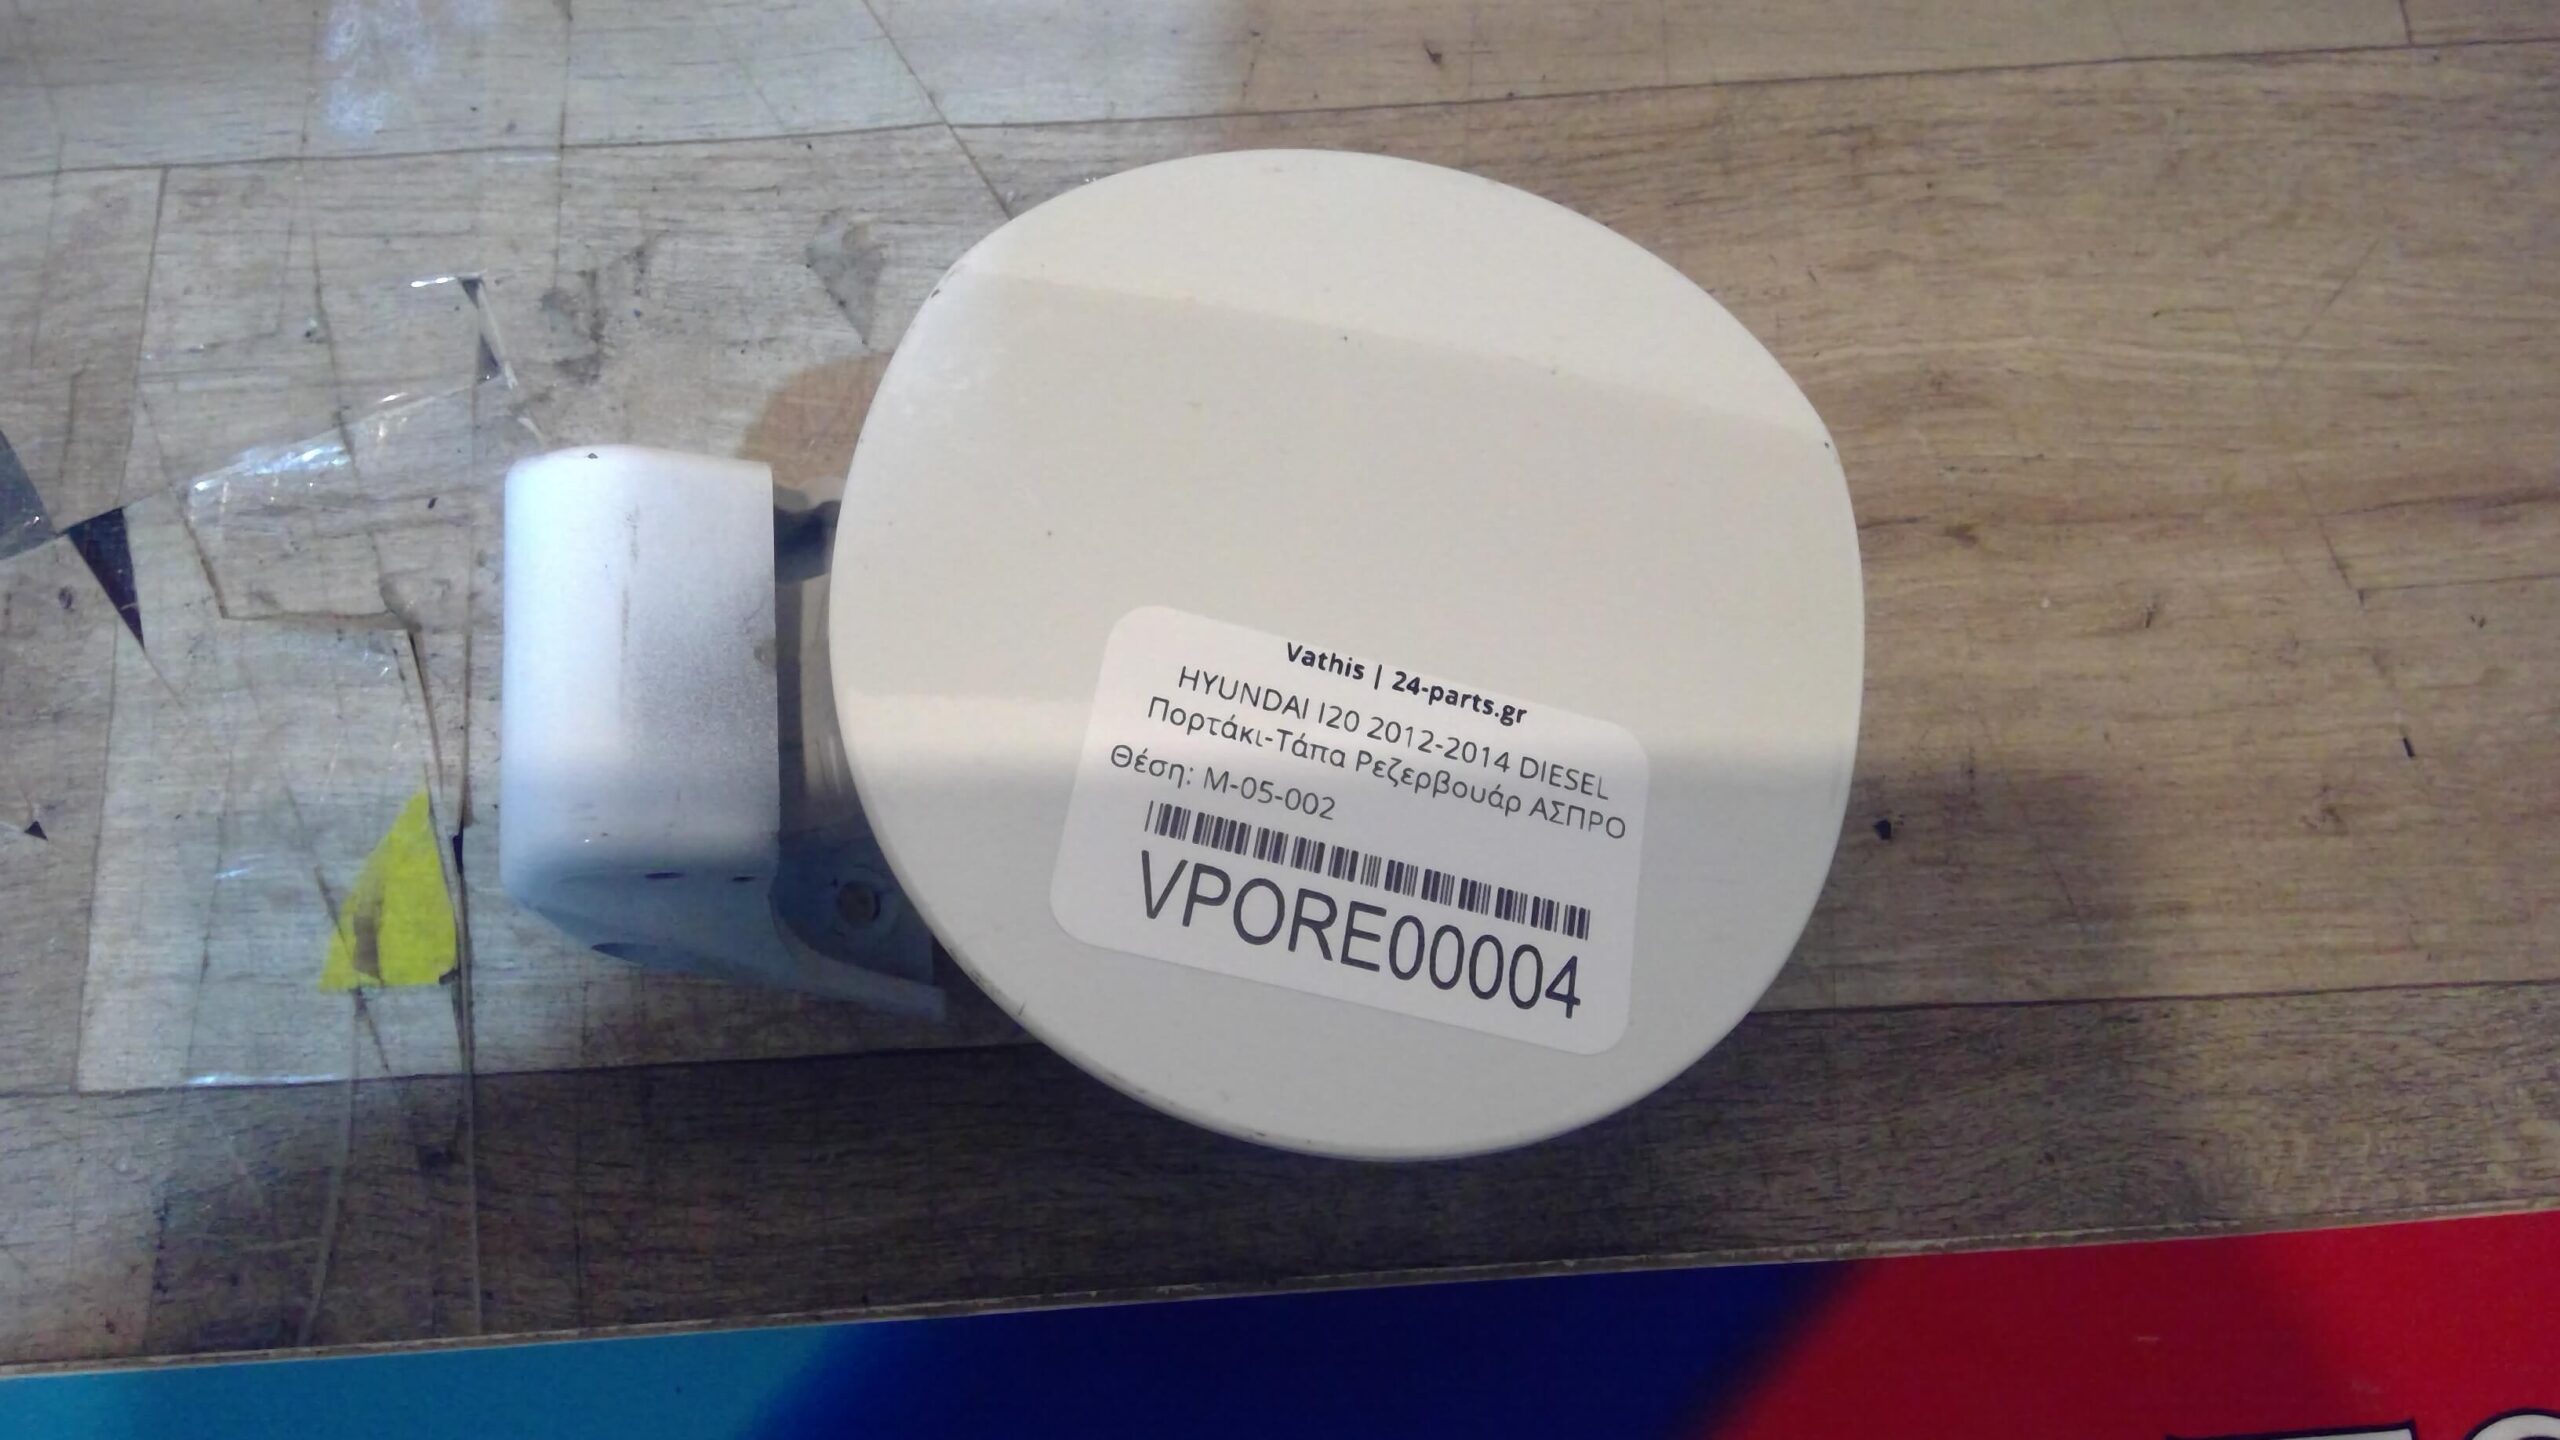 Vathis | 24-parts.gr
HYUNDAI I20 2012-2014 DIESEL
Πορτάκι-Τάπα Ρεζερβουάρ ΑΣΠΡΟ
Θέση: M-05-002
VPORE00004